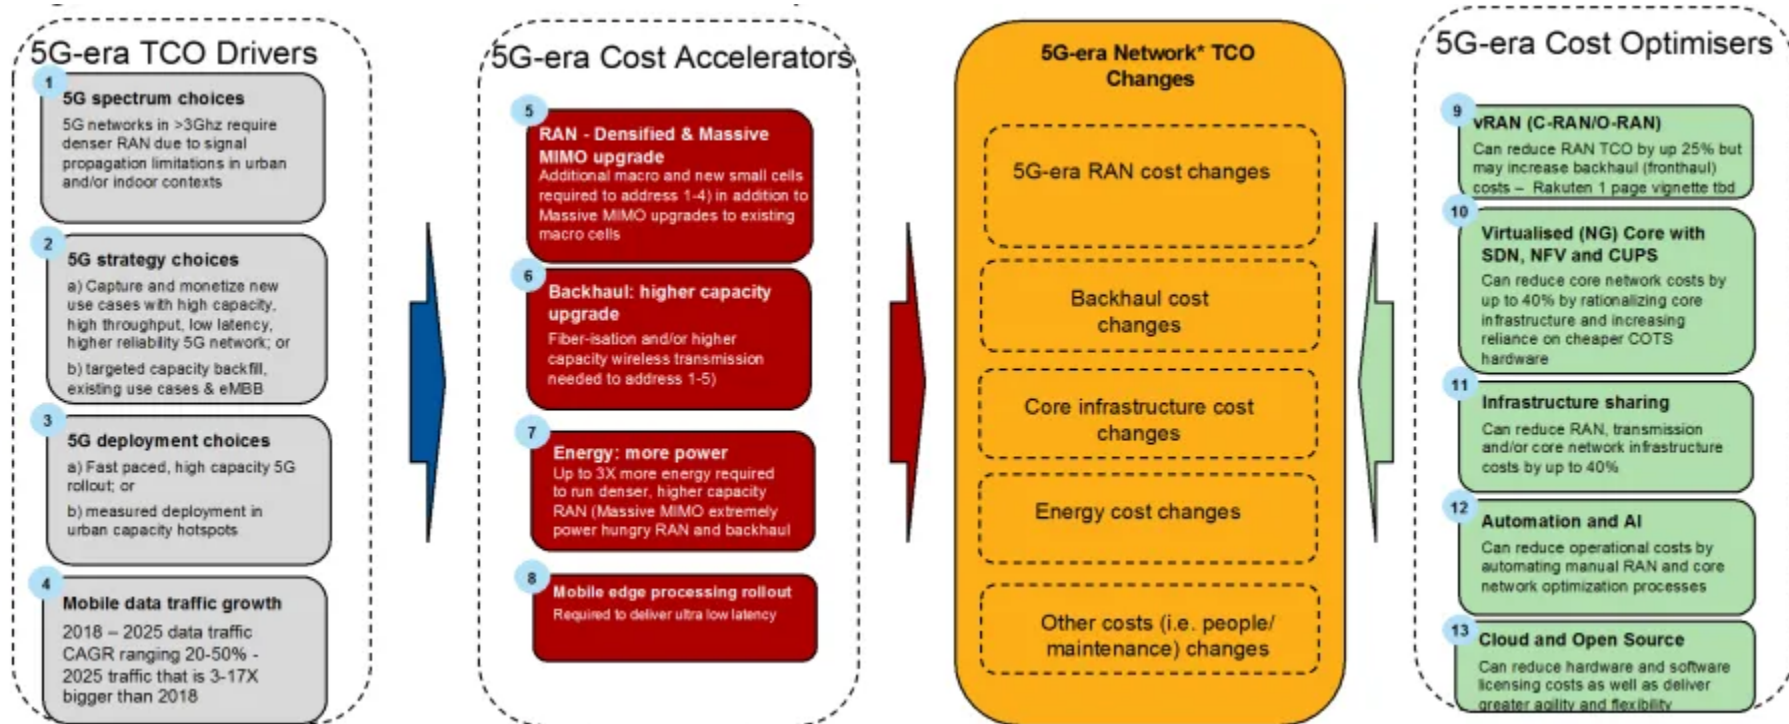 5G-era TCO Drivers
1
5G spectrum choices
5G networks in >3Ghz require
denser RAN due to signal
propagation limitations in urban
and/or indoor contexts
2
5G strategy choices
a) Capture and monetize new
use cases with high capacity,
high throughput, low latency,
higher reliability 5G network; or
b) targeted capacity backfill,
existing use cases & eMBB
3
5G deployment choices
a) Fast paced, high capacity 5G
rollout; or
b) measured deployment in
urban capacity hotspots
4
Mobile data traffic growth
2018 – 2025 data traffic
CAGR ranging 20-50% -
2025 traffic that is 3-17X
bigger than 2018
5G-era Cost Accelerators
5
RAN - Densified & Massive
MIMO upgrade
Additional macro and new small cells
required to address 1-4) in addition to
Massive MIMO upgrades to existing
macro cells
6
Backhaul: higher capacity
upgrade
Fiber-isation and/or higher
capacity wireless transmission
needed to address 1-5)
7
Energy: more power
Up to 3X more energy required
to run denser, higher capacity
RAN (Massive MIMO extremely
power hungry RAN and backhaul
8
Mobile edge processing rollout
Required to deliver ultra low latency
5G-era Network* TCO
Changes
5G-era RAN cost changes
Backhaul cost
changes
Core infrastructure cost
changes
Energy cost changes
Other costs (i.e. people/
maintenance) changes
5G-era Cost Optimisers
9
vRAN (C-RAN/O-RAN)
Can reduce RAN TCO by up 25% but
may increase backhaul (fronthaul)
costs – Rakuten 1 page vignette tbd
10
Virtualised (NG) Core with
SDN, NFV and CUPS
Can reduce core network costs by
up to 40% by rationalizing core
infrastructure and increasing
reliance on cheaper COTS
hardware
11
Infrastructure sharing
Can reduce RAN, transmission
and/or core network infrastructure
costs by up to 40%
12
Automation and AI
Can reduce operational costs by
automating manual RAN and core
network optimization processes
13
Cloud and Open Source
Can reduce hardware and software
licensing costs as well as deliver
greater agility and flexibility